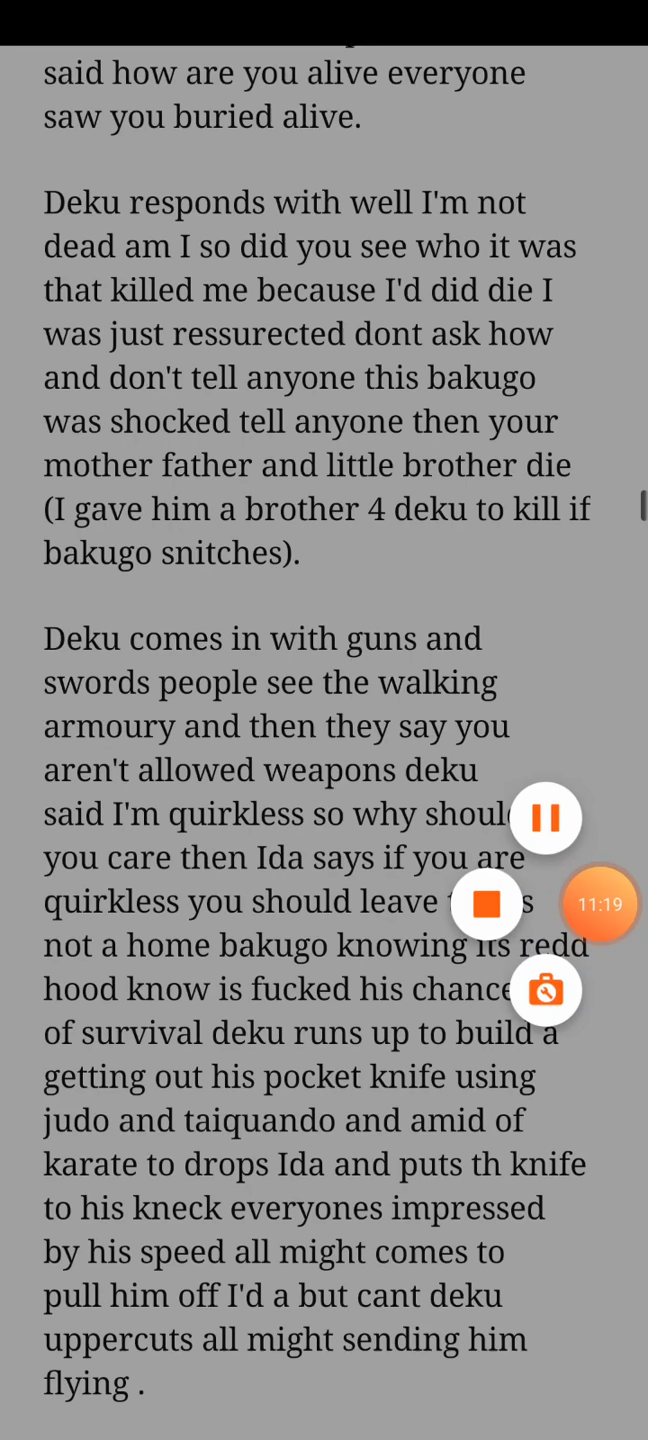 said how are you alive everyone
saw you buried alive.
Deku responds with well I'm not
dead am I so did you see who it was
that killed me because I'd did die I
was just ressurected dont ask how
and don't tell anyone this bakugo
was shocked tell anyone then your
mother father and little brother die
(I gave him a brother 4 deku to kill if
bakugo snitches).
Deku comes in with guns and
swords people see the walking
armoury and then they say you
aren't allowed weapons deku
said I'm quirkless so why shoul
you care then Ida says if you are
quirkless you should leave s
not a home bakugo knowing its redd
hood know is fucked his chance
of survival deku runs up to build a
getting out his pocket knife using
judo and taiquando and amid of
karate to drops Ida and puts th knife
to his kneck everyones impressed
by his speed all might comes to
pull him off I'd a but cant deku
uppercuts all might sending him
flying .
11:19